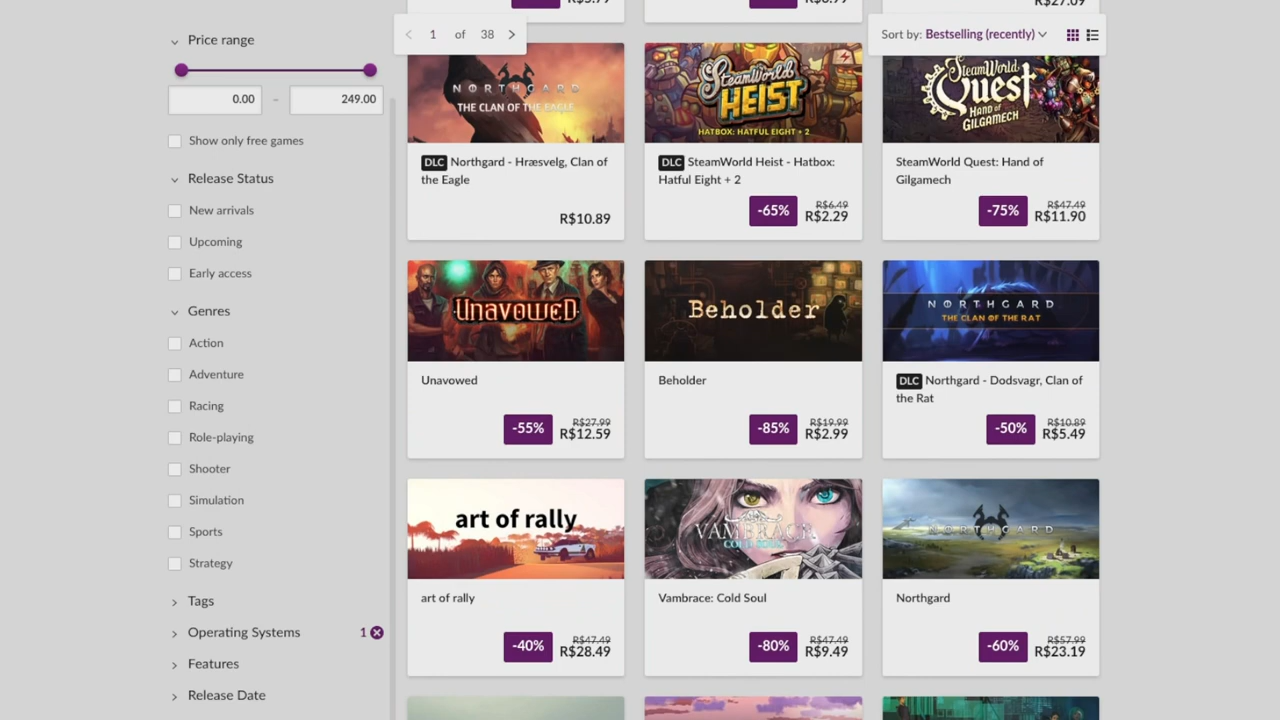 R$27.09
1 of 38
Sort by: Bestselling (recently)
Price range
0.00 - 249.00
Show only free games
Release Status
New arrivals
Upcoming
Early access
Genres
Action
Adventure
Racing
Role-playing
Shooter
Simulation
Sports
Strategy
Tags
Operating Systems 1
Features
Release Date
NORTHGARD
THE CLAN OF THE EAGLE
DLC Northgard - Hræsvelg, Clan of
the Eagle
R$10.89
SteamWorld
HEIST
HATBOX: HATFUL EIGHT + 2
DLC SteamWorld Heist - Hatbox:
Hatful Eight + 2
-65% R$6.49
R$2.29
SteamWorld
Quest
HAND of
GILGAMECH
SteamWorld Quest: Hand of
Gilgamech
-75% R$47.49
R$11.90
UNAVOWED
Unavowed
-55% R$27.99
R$12.59
Beholder
Beholder
-85% R$19.99
R$2.99
NORTHGARD
THE CLAN OF THE RAT
DLC Northgard - Dodsvagr, Clan of
the Rat
-50% R$10.89
R$5.49
art of rally
art of rally
-40% R$47.49
R$28.49
VAMBRACE
COLD SOUL
Vambrace: Cold Soul
-80% R$47.49
R$9.49
NORTHGARD
Northgard
-60% R$57.99
R$23.19